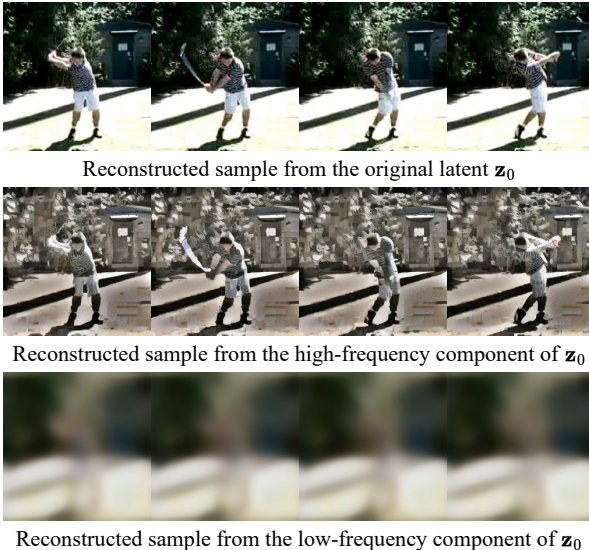 Reconstructed sample from the original latent z₀
Reconstructed sample from the high-frequency component of z₀
Reconstructed sample from the low-frequency component of z₀